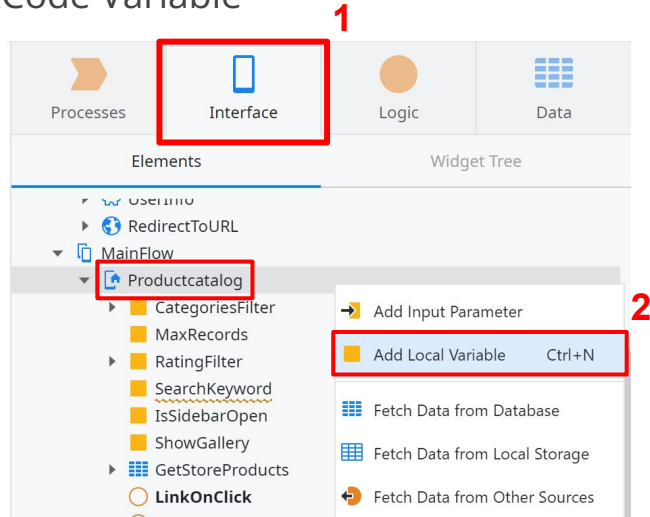 Code Variable
1
Processes
Interface
Logic
Data
Elements
Widget Tree
UserInfo
RedirectToURL
MainFlow
Productcatalog
CategoriesFilter
Add Input Parameter
2
MaxRecords
RatingFilter
Add Local Variable Ctrl+N
SearchKeyword
IsSidebarOpen
Fetch Data from Database
ShowGallery
GetStoreProducts
Fetch Data from Local Storage
LinkOnClick
Fetch Data from Other Sources